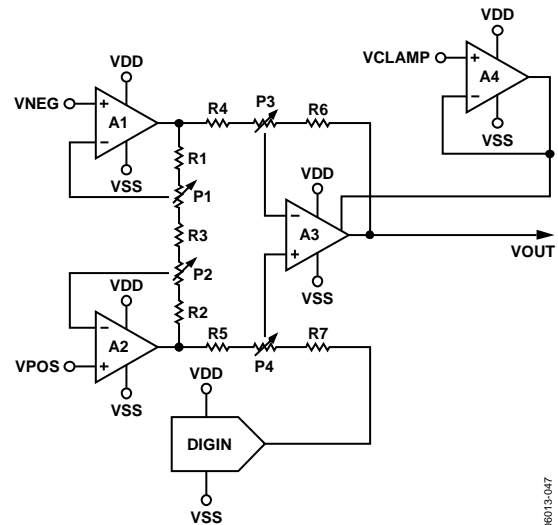 VDD
VCLAMP
+
A4
−
VSS
VDD
VNEG
+
A1
−
VSS
R4
P3
R6
R1
P1
R3
P2
R2
VDD
−
A3
+
VSS
VOUT
VDD
−
A2
+
VPOS
VSS
R5
P4
R7
VDD
DIGIN
VSS
06013-047